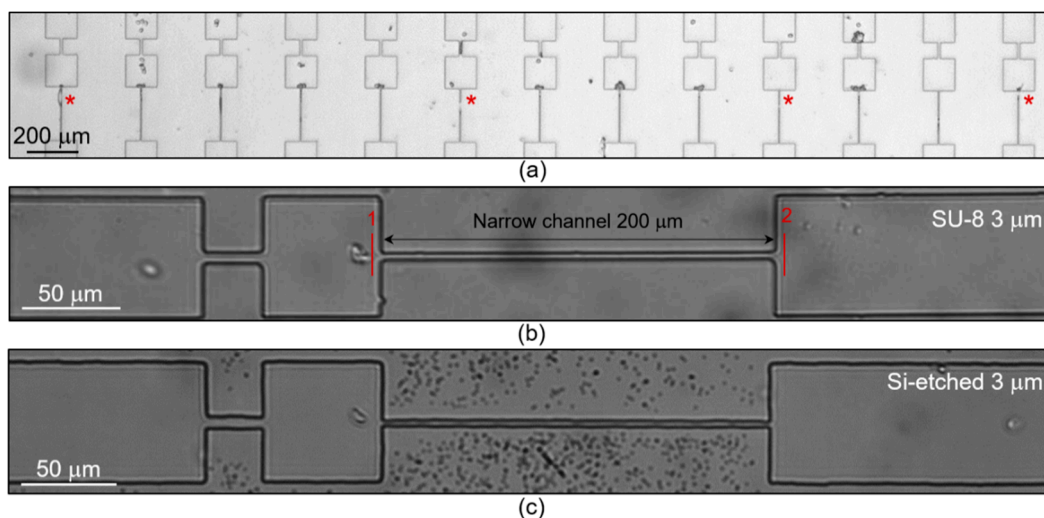 * * * *
200 μm
(a)
1 2
Narrow channel 200 μm
SU-8 3 μm
50 μm
(b)
Si-etched 3 μm
50 μm
(c)